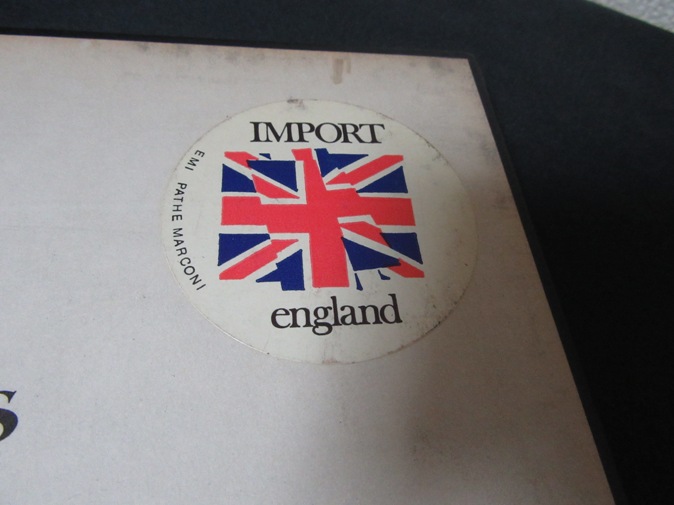 IMPORT
EMI PATHE MARCONI
england
s